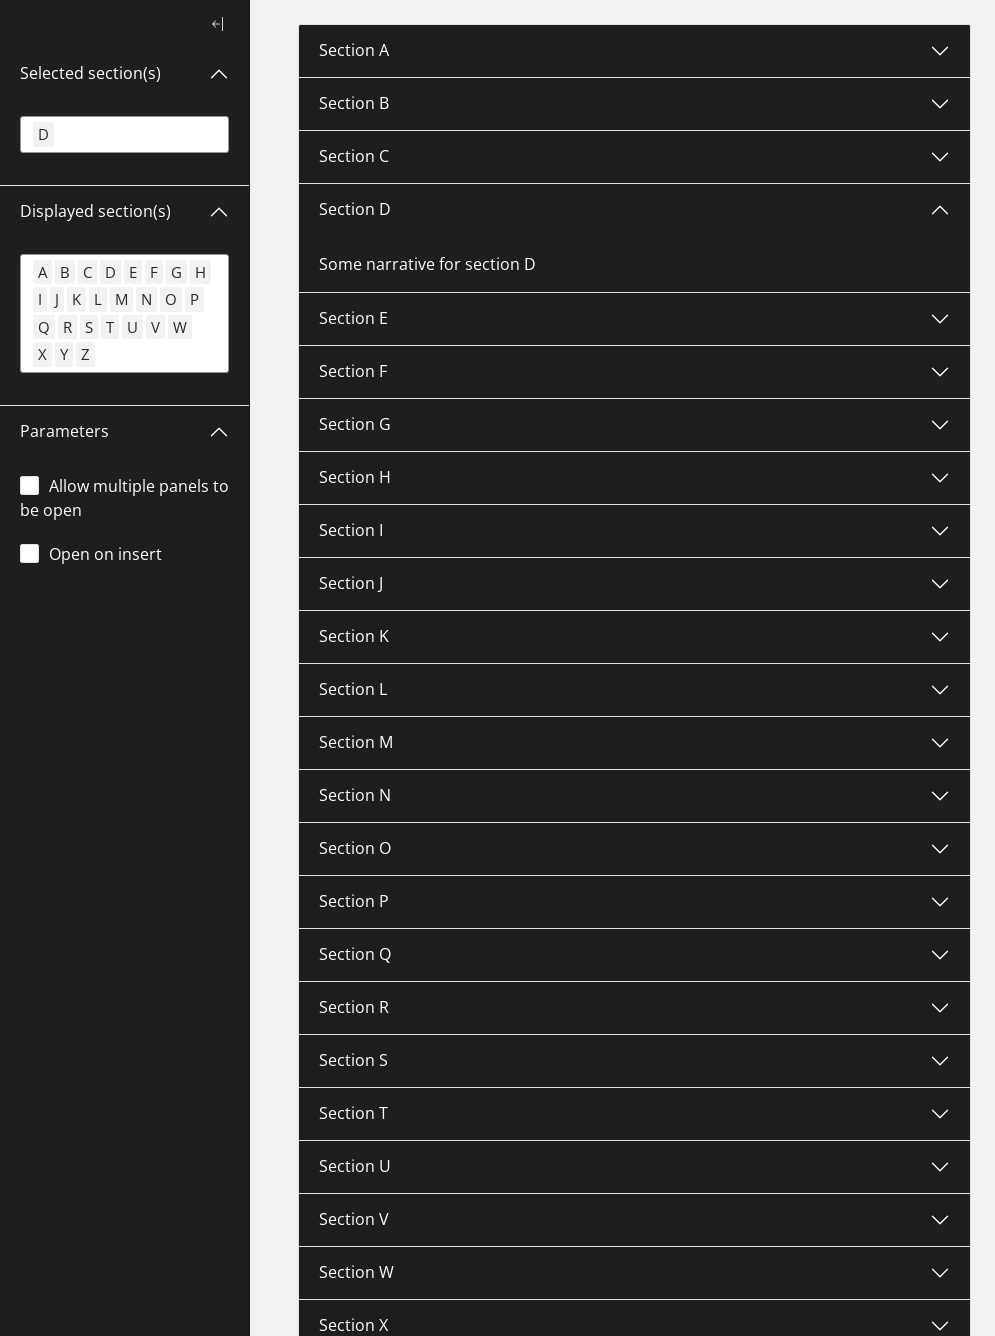 Selected section(s)
D
Displayed section(s)
A B C D E F G H
I J K L M N O P
Q R S T U V W
X Y Z
Parameters
Allow multiple panels to
be open
Open on insert
Section A
Section B
Section C
Section D
Some narrative for section D
Section E
Section F
Section G
Section H
Section I
Section J
Section K
Section L
Section M
Section N
Section O
Section P
Section Q
Section R
Section S
Section T
Section U
Section V
Section W
Section X